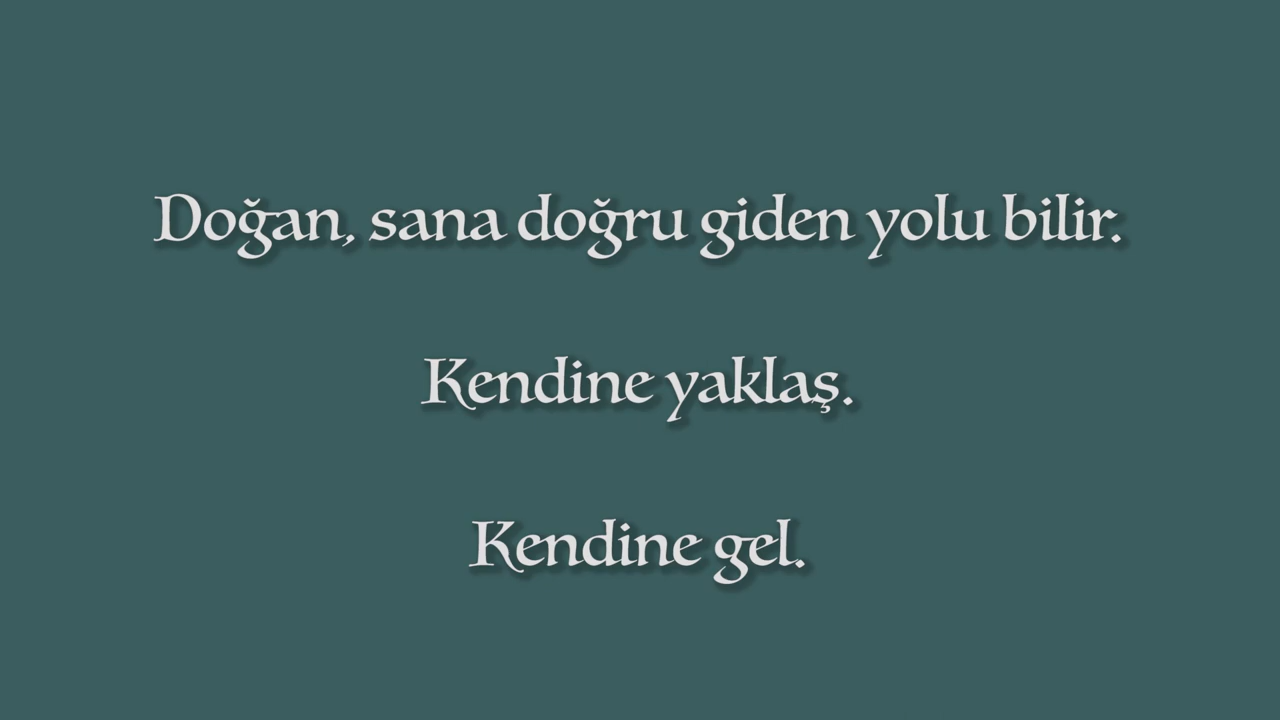 Doğan, sana doğru giden yolu bilir.
Kendine yaklaş.
Kendine gel.